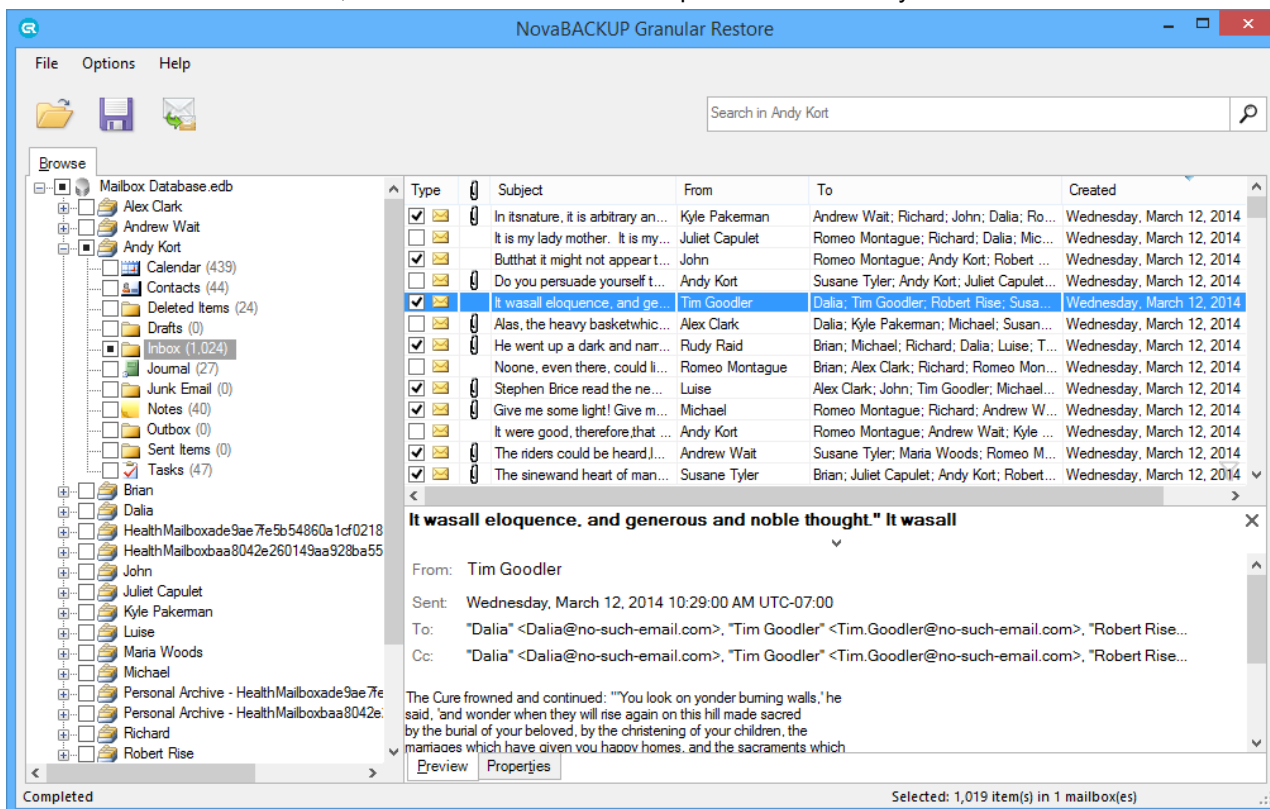 NovaBACKUP Granular Restore
File Options Help
Search in Andy Kort
Browse
Mailbox Database.edb
Alex Clark
Andrew Wait
Andy Kort
Calendar (439)
Contacts (44)
Deleted Items (24)
Drafts (0)
Inbox (1,024)
Journal (27)
Junk Email (0)
Notes (40)
Outbox (0)
Sent Items (0)
Tasks (47)
Brian
Dalia
HealthMailboxade9ae7fe5b54860a1cf0218
HealthMailboxbaa8042e260149aa928ba55
John
Juliet Capulet
Kyle Pakeman
Luise
Maria Woods
Michael
Personal Archive - HealthMailboxade9ae7fe
Personal Archive - HealthMailboxbaa8042e
Richard
Robert Rise
Type Subject From To Created
In itsnature, it is arbitrary an... Kyle Pakerman Andrew Wait; Richard; John; Dalia; Ro... Wednesday, March 12, 2014
It is my lady mother. It is my... Juliet Capulet Romeo Montague; Richard; Dalia; Mic... Wednesday, March 12, 2014
Butthat it might not appear t... John Romeo Montague; Andy Kort; Robert ... Wednesday, March 12, 2014
Do you persuade yourself t... Andy Kort Susane Tyler; Andy Kort; Juliet Capulet... Wednesday, March 12, 2014
It wasall eloquence, and ge... Tim Goodler Dalia; Tim Goodler; Robert Rise; Susa... Wednesday, March 12, 2014
Alas, the heavy basketwhic... Alex Clark Dalia; Kyle Pakeman; Michael; Susan... Wednesday, March 12, 2014
He went up a dark and narr... Rudy Raid Brian; Michael; Richard; Dalia; Luise; T... Wednesday, March 12, 2014
Noone, even there, could li... Romeo Montague Brian; Alex Clark; Richard; Romeo Mon... Wednesday, March 12, 2014
Stephen Brice read the ne... Luise Alex Clark; John; Tim Goodler; Michael... Wednesday, March 12, 2014
Give me some light! Give m... Michael Romeo Montague; Richard; Andrew W... Wednesday, March 12, 2014
It were good, therefore,that ... Andy Kort Romeo Montague; Andrew Wait; Kyle ... Wednesday, March 12, 2014
The riders could be heard,l... Andrew Wait Susane Tyler; Maria Woods; Romeo M... Wednesday, March 12, 2014
The sinewand heart of man... Susane Tyler Brian; Juliet Capulet; Andy Kort; Robert... Wednesday, March 12, 2014
It wasall eloquence, and generous and noble thought." It wasall
From: Tim Goodler
Sent: Wednesday, March 12, 2014 10:29:00 AM UTC-07:00
To: "Dalia" <Dalia@no-such-email.com>, "Tim Goodler" <Tim.Goodler@no-such-email.com>, "Robert Rise...
Cc: "Dalia" <Dalia@no-such-email.com>, "Tim Goodler" <Tim.Goodler@no-such-email.com>, "Robert Rise...
The Cure frowned and continued: "'You look on yonder burning walls,' he
said, 'and wonder when they will rise again on this hill made sacred
by the burial of your beloved, by the christening of your children, the
marriages which have given you happy homes, and the sacraments which
Preview Properties
Completed Selected: 1,019 item(s) in 1 mailbox(es)